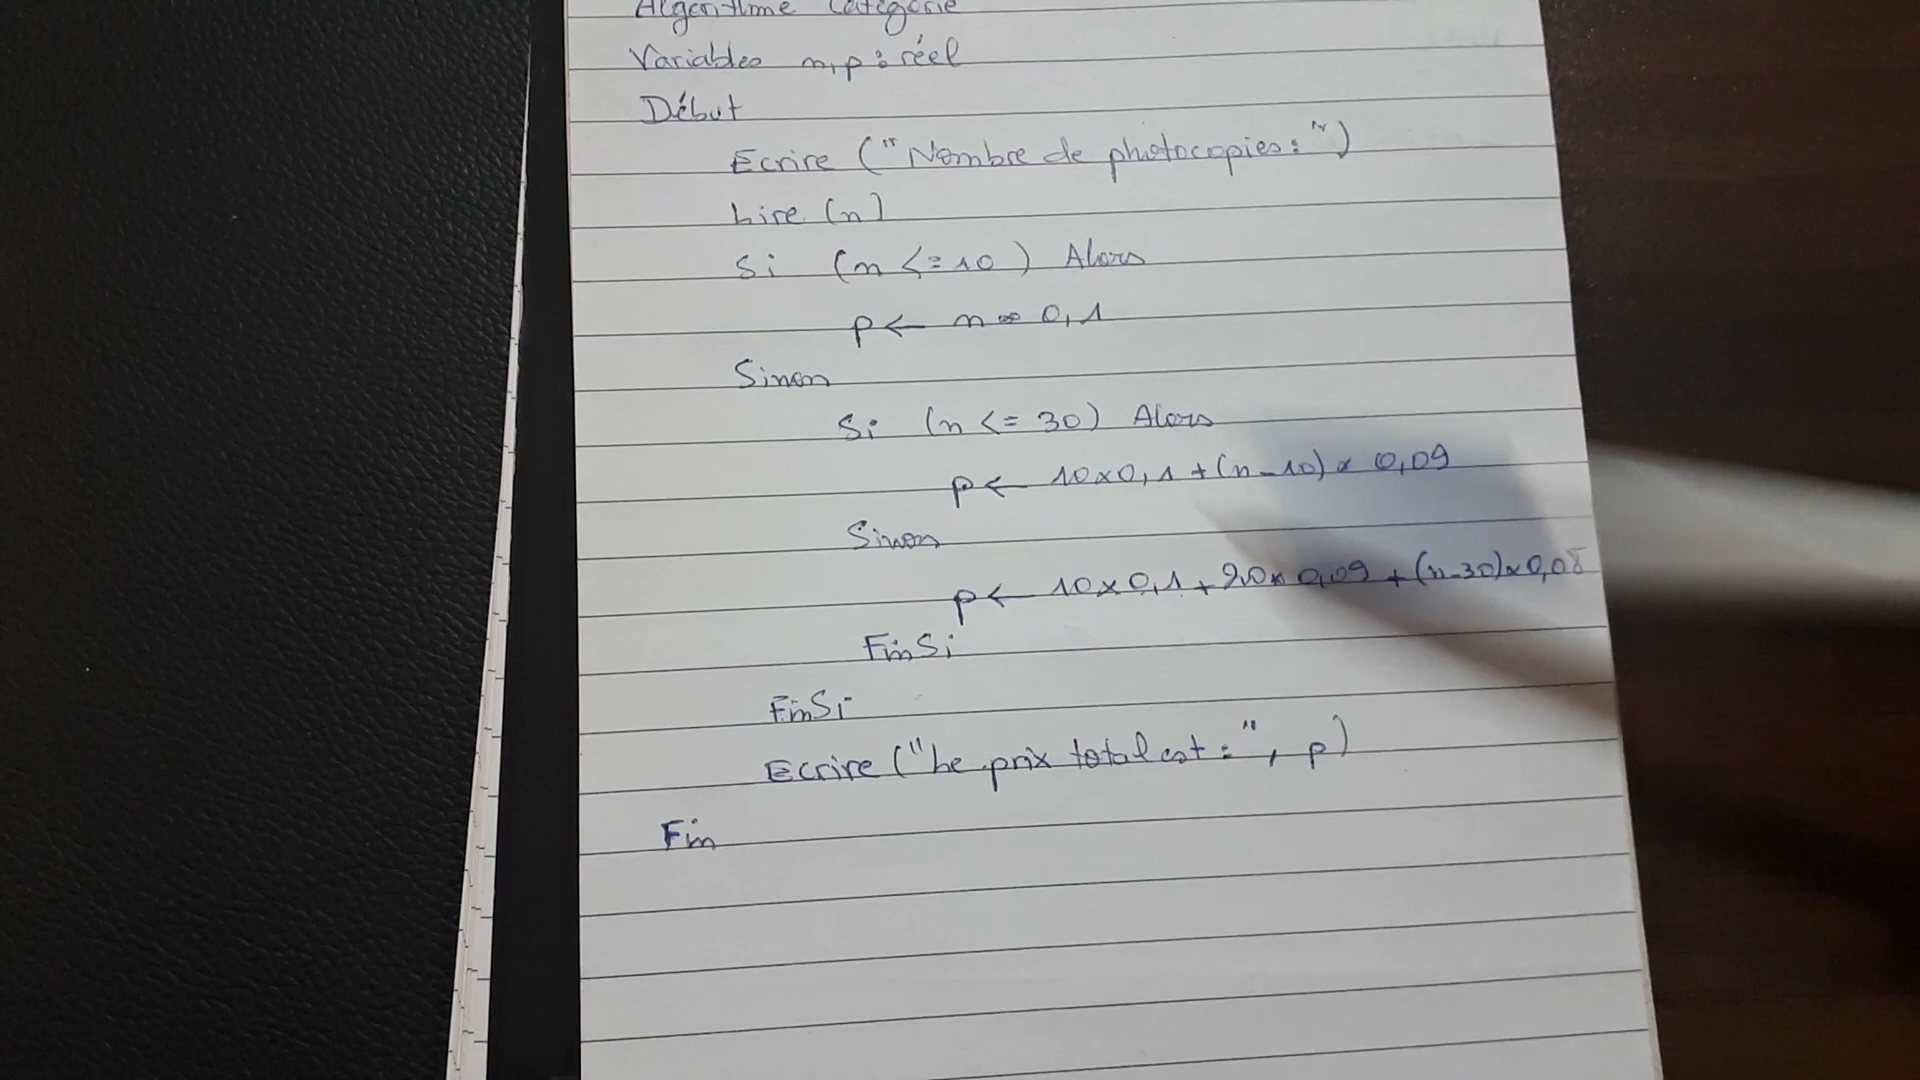 Algorithme Catégorie
Variables n,p : réel
Début
Ecrire ("Nombre de photocopies : ")
Lire (n)
Si (n <= 10) Alors
p ← n × 0,1
Sinon
Si (n <= 30) Alors
p ← 10 × 0,1 + (n - 10) × 0,09
Sinon
p ← 10 × 0,1 + 20 × 0,09 + (n - 30) × 0,08
FinSi
FinSi
Ecrire ("Le prix total est : ", p)
Fin